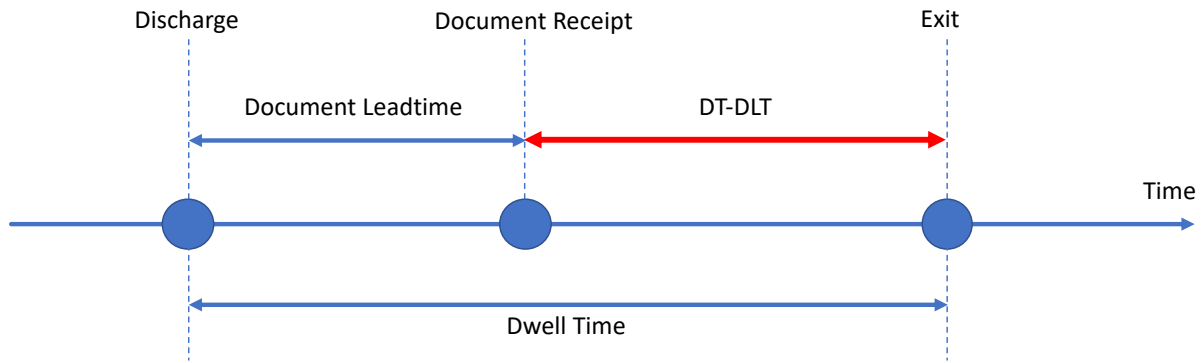 Discharge
Document Receipt
Exit
Document Leadtime
DT-DLT
Time
Dwell Time